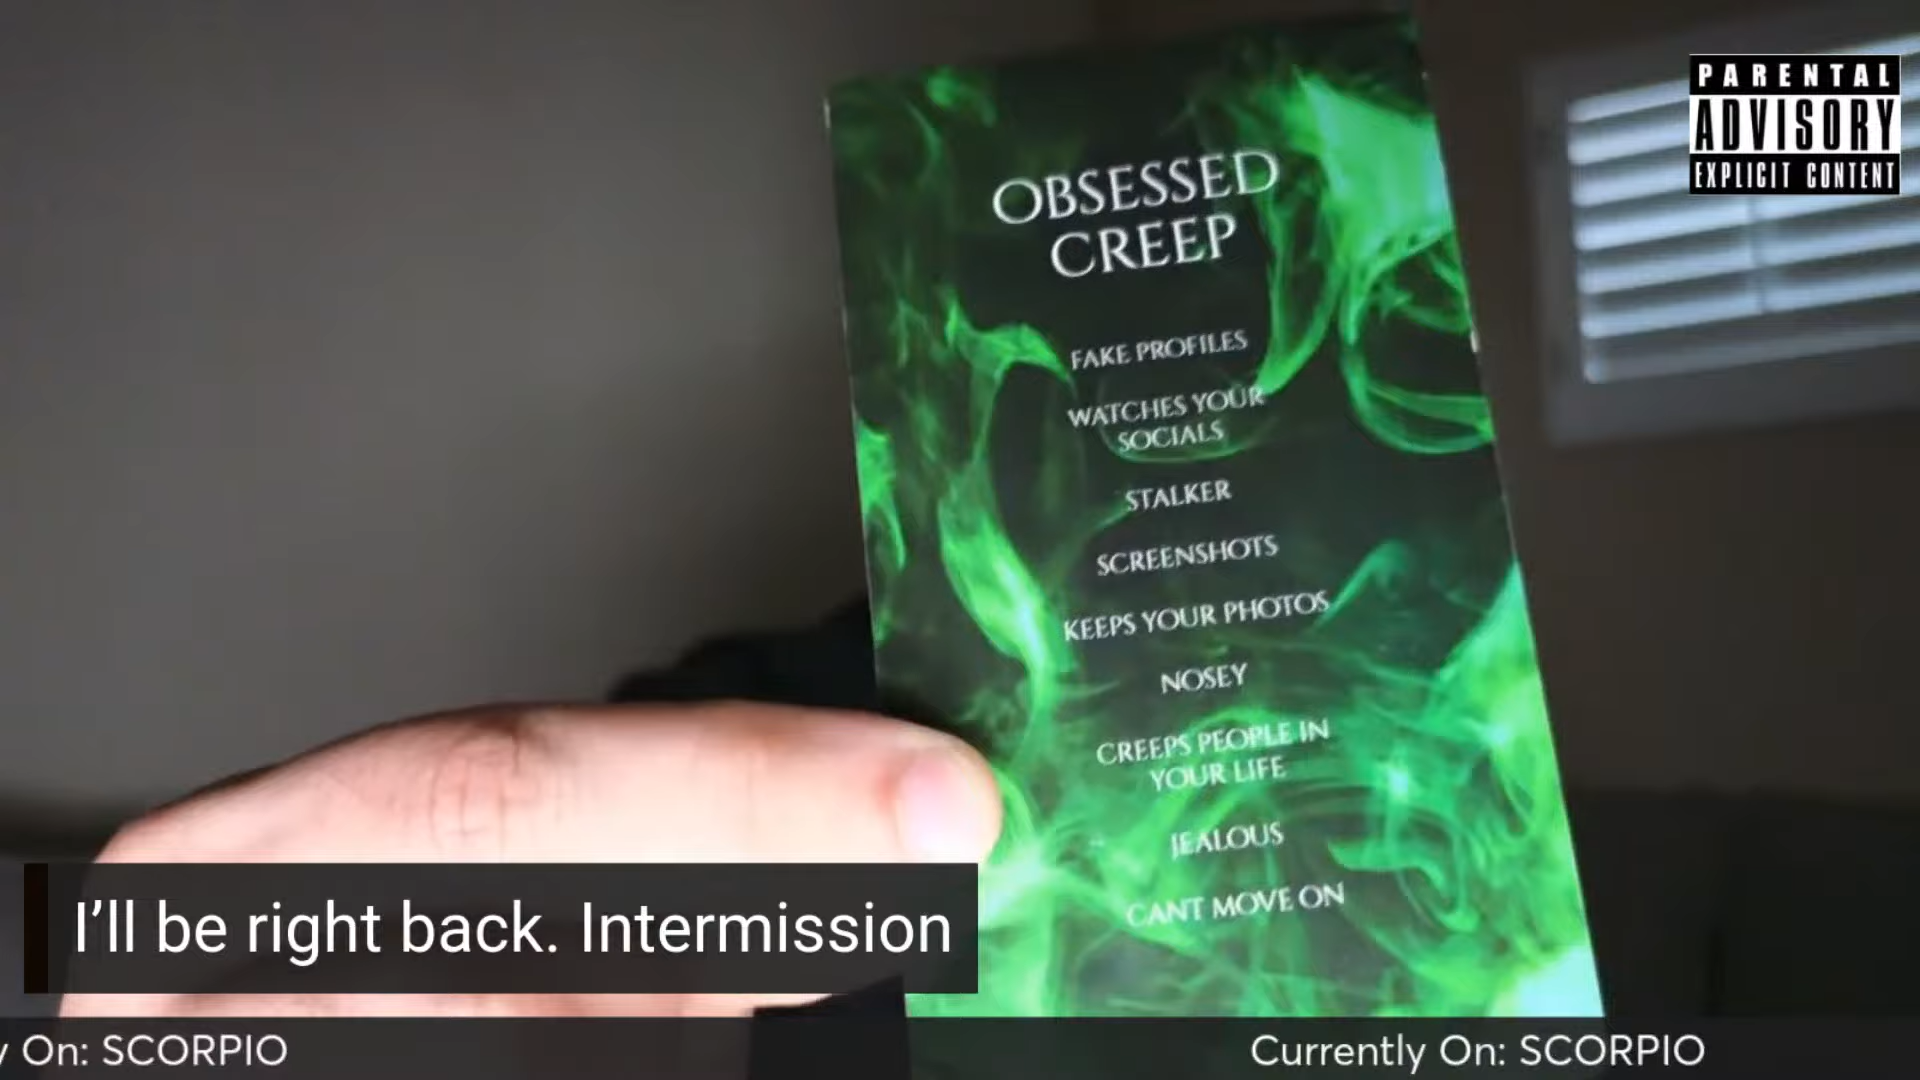 PARENTAL
ADVISORY
EXPLICIT CONTENT
OBSESSED
CREEP
FAKE PROFILES
WATCHES YOUR
SOCIALS
STALKER
SCREENSHOTS
KEEPS YOUR PHOTOS
NOSEY
CREEPS PEOPLE IN
YOUR LIFE
JEALOUS
CANT MOVE ON
I’ll be right back. Intermission
y On: SCORPIO
Currently On: SCORPIO